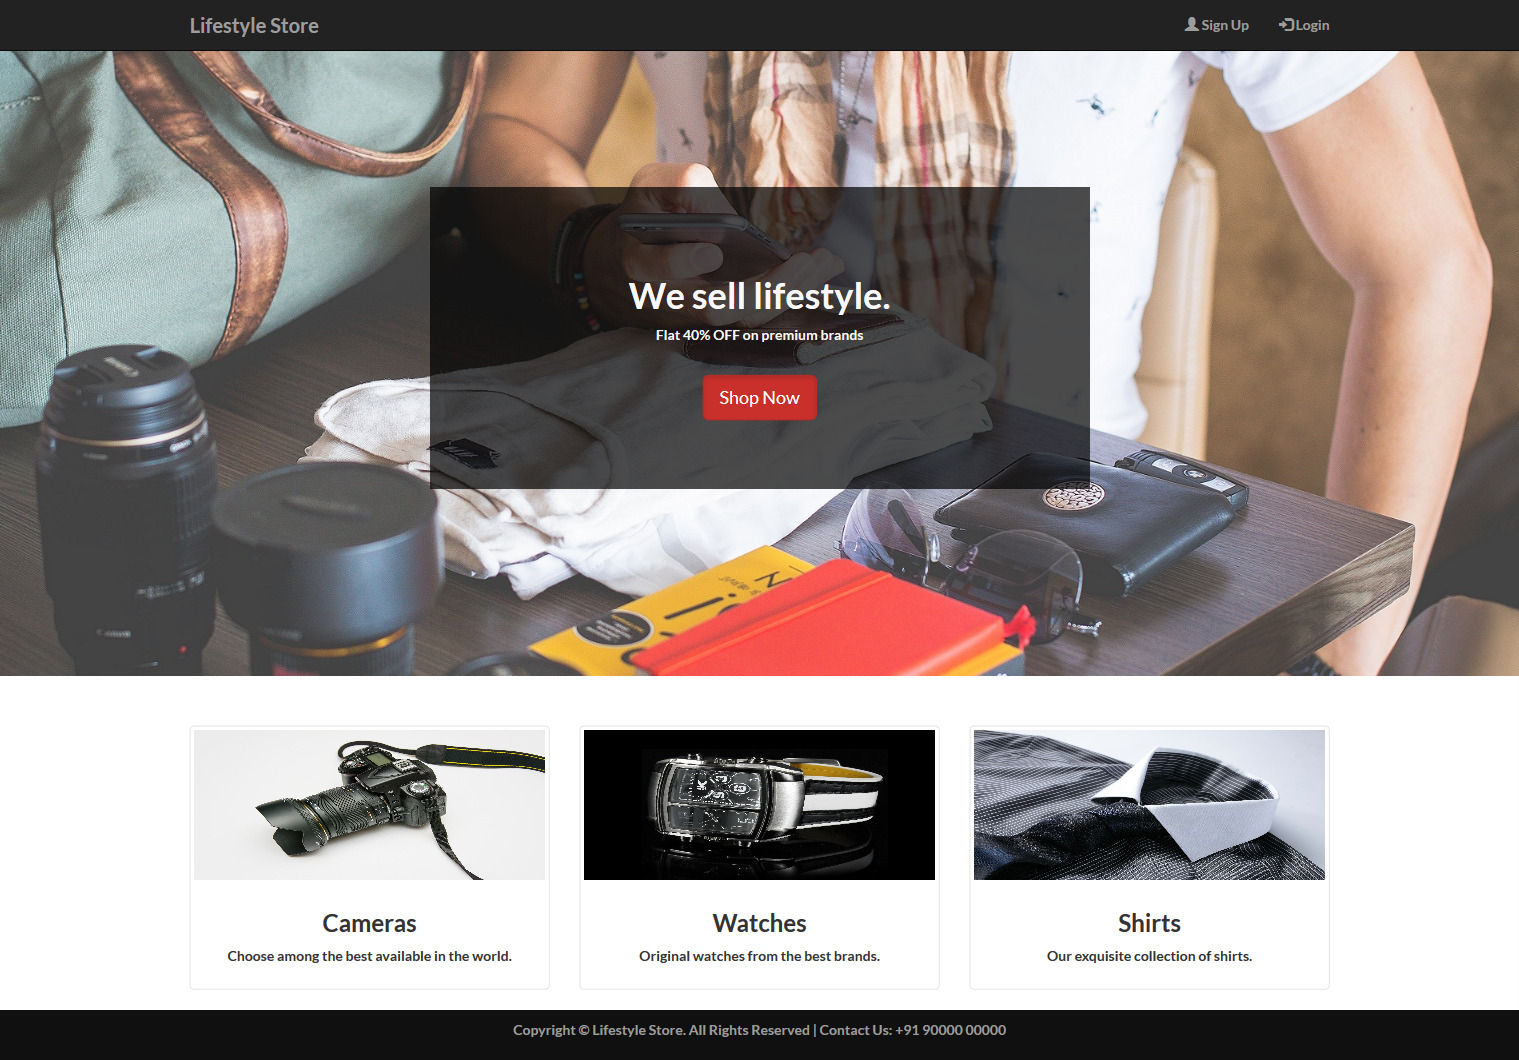 Lifestyle Store
Sign Up
Login
We sell lifestyle.
Flat 40% OFF on premium brands
Shop Now
Cameras
Choose among the best available in the world.
Watches
Original watches from the best brands.
Shirts
Our exquisite collection of shirts.
Copyright © Lifestyle Store. All Rights Reserved | Contact Us: +91 90000 00000